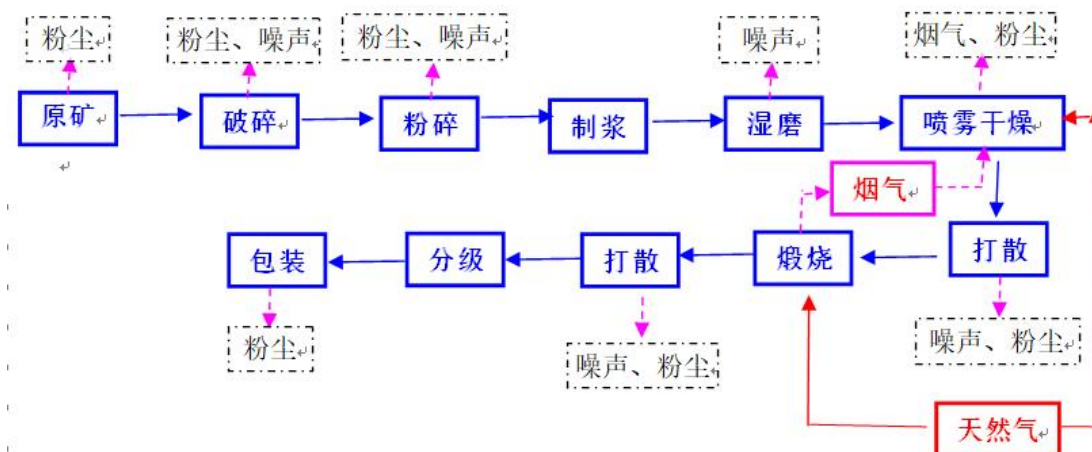 粉尘
粉尘、噪声
粉尘、噪声
噪声
烟气、粉尘
原矿
破碎
粉碎
制浆
湿磨
喷雾干燥
烟气
包装
分级
打散
煅烧
打散
粉尘
噪声、粉尘
噪声、粉尘
天然气